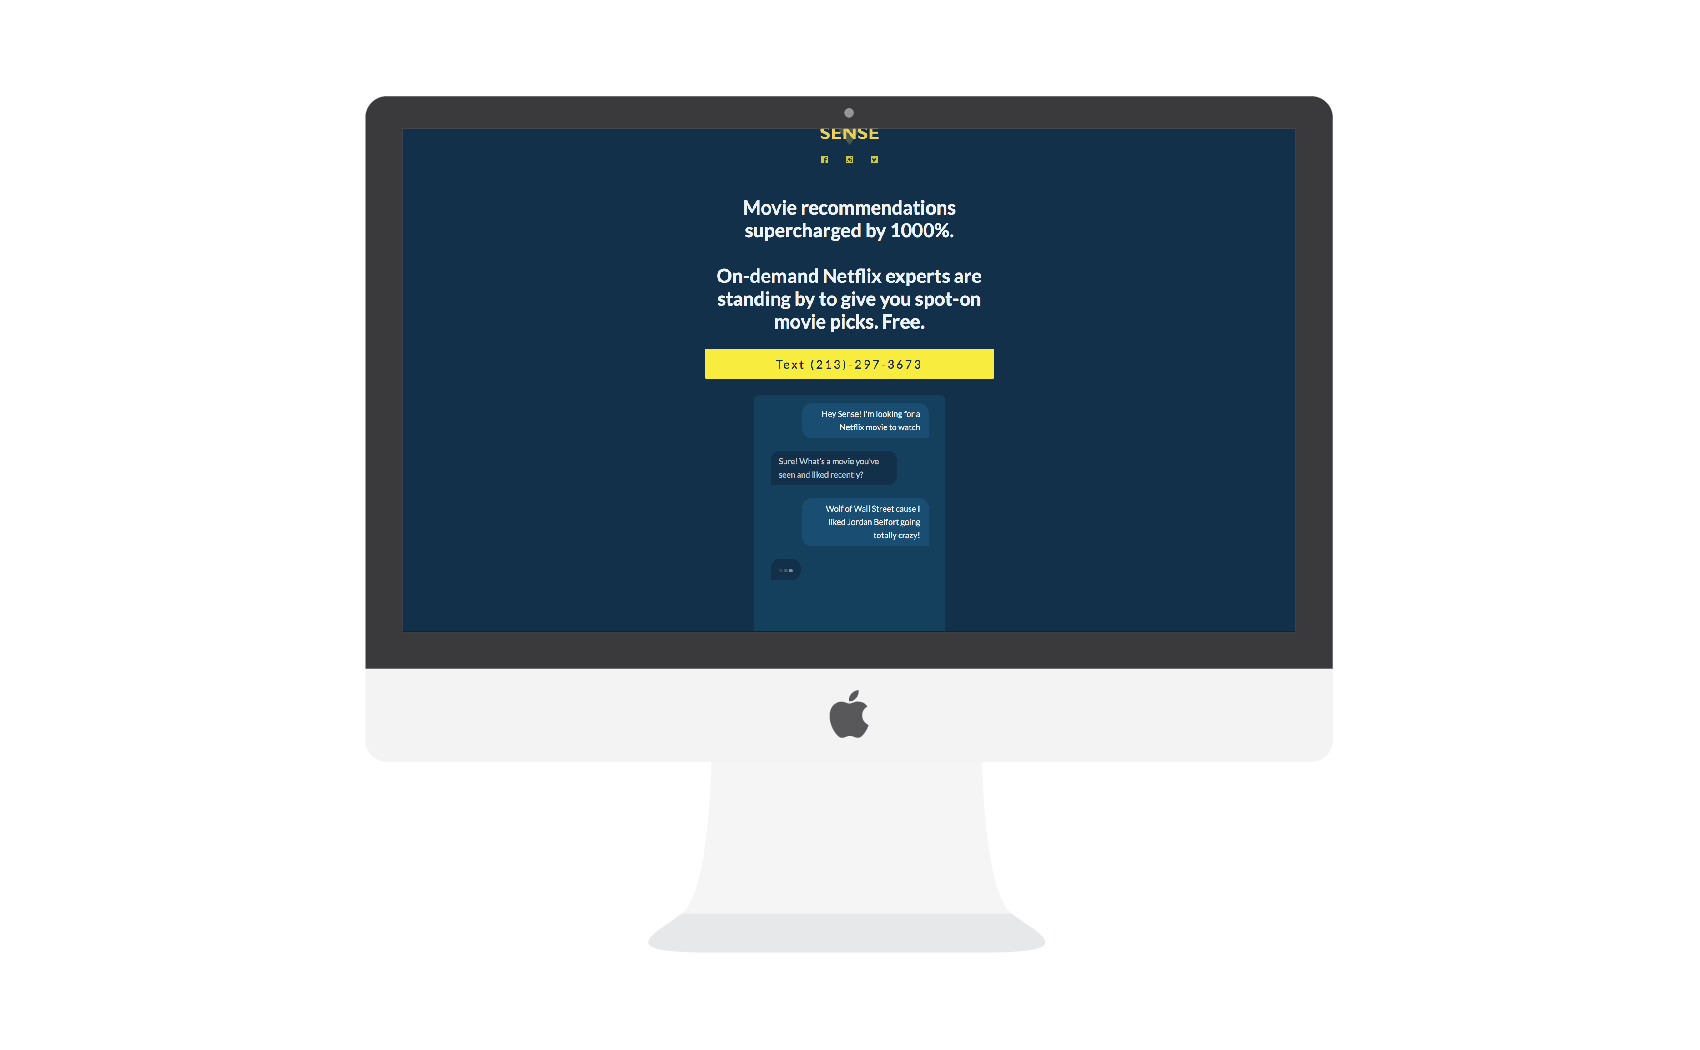 SENSE
Movie recommendations
supercharged by 1000%.
On-demand Netflix experts are
standing by to give you spot-on
movie picks. Free.
Text (213)-297-3673
Hey Sense! I'm looking for a
Netflix movie to watch
Sure! What's a movie you've
seen and liked recently?
Wolf of Wall Street cause I
liked Jordan Belfort going
totally crazy!